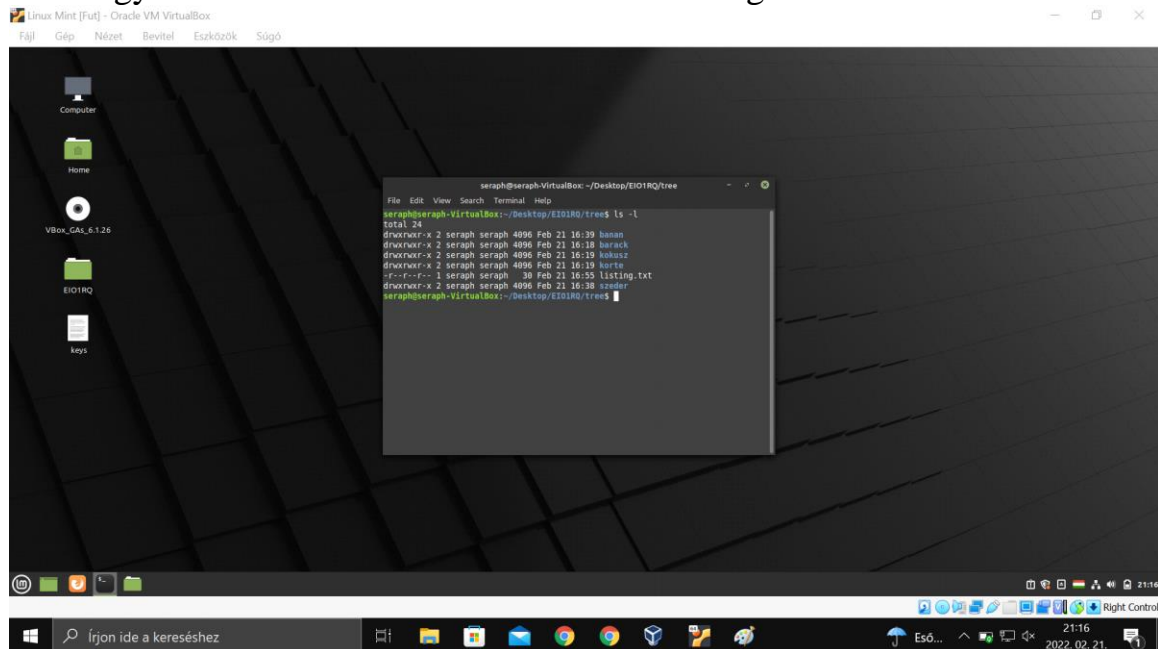 Linux Mint [Fut] - Oracle VM VirtualBox
Fájl Gép Nézet Bevitel Eszközök Súgó
Computer
Home
VBox_GAs_6.1.26
EIO1RQ
keys
seraph@seraph-VirtualBox: ~/Desktop/EIO1RQ/tree
File Edit View Search Terminal Help
seraph@seraph-VirtualBox:~/Desktop/EIO1RQ/tree$ ls -l
total 24
drwxrwxr-x 2 seraph seraph 4096 Feb 21 16:39 banan
drwxrwxr-x 2 seraph seraph 4096 Feb 21 16:18 barack
drwxrwxr-x 2 seraph seraph 4096 Feb 21 16:19 kokusz
drwxrwxr-x 2 seraph seraph 4096 Feb 21 16:19 korte
-r--r--r-- 1 seraph seraph 30 Feb 21 16:55 listing.txt
drwxrwxr-x 2 seraph seraph 4096 Feb 21 16:38 szeder
seraph@seraph-VirtualBox:~/Desktop/EIO1RQ/tree$
21:16
Right Control
Írjon ide a kereséshez
Eső...
21:16
2022. 02. 21.